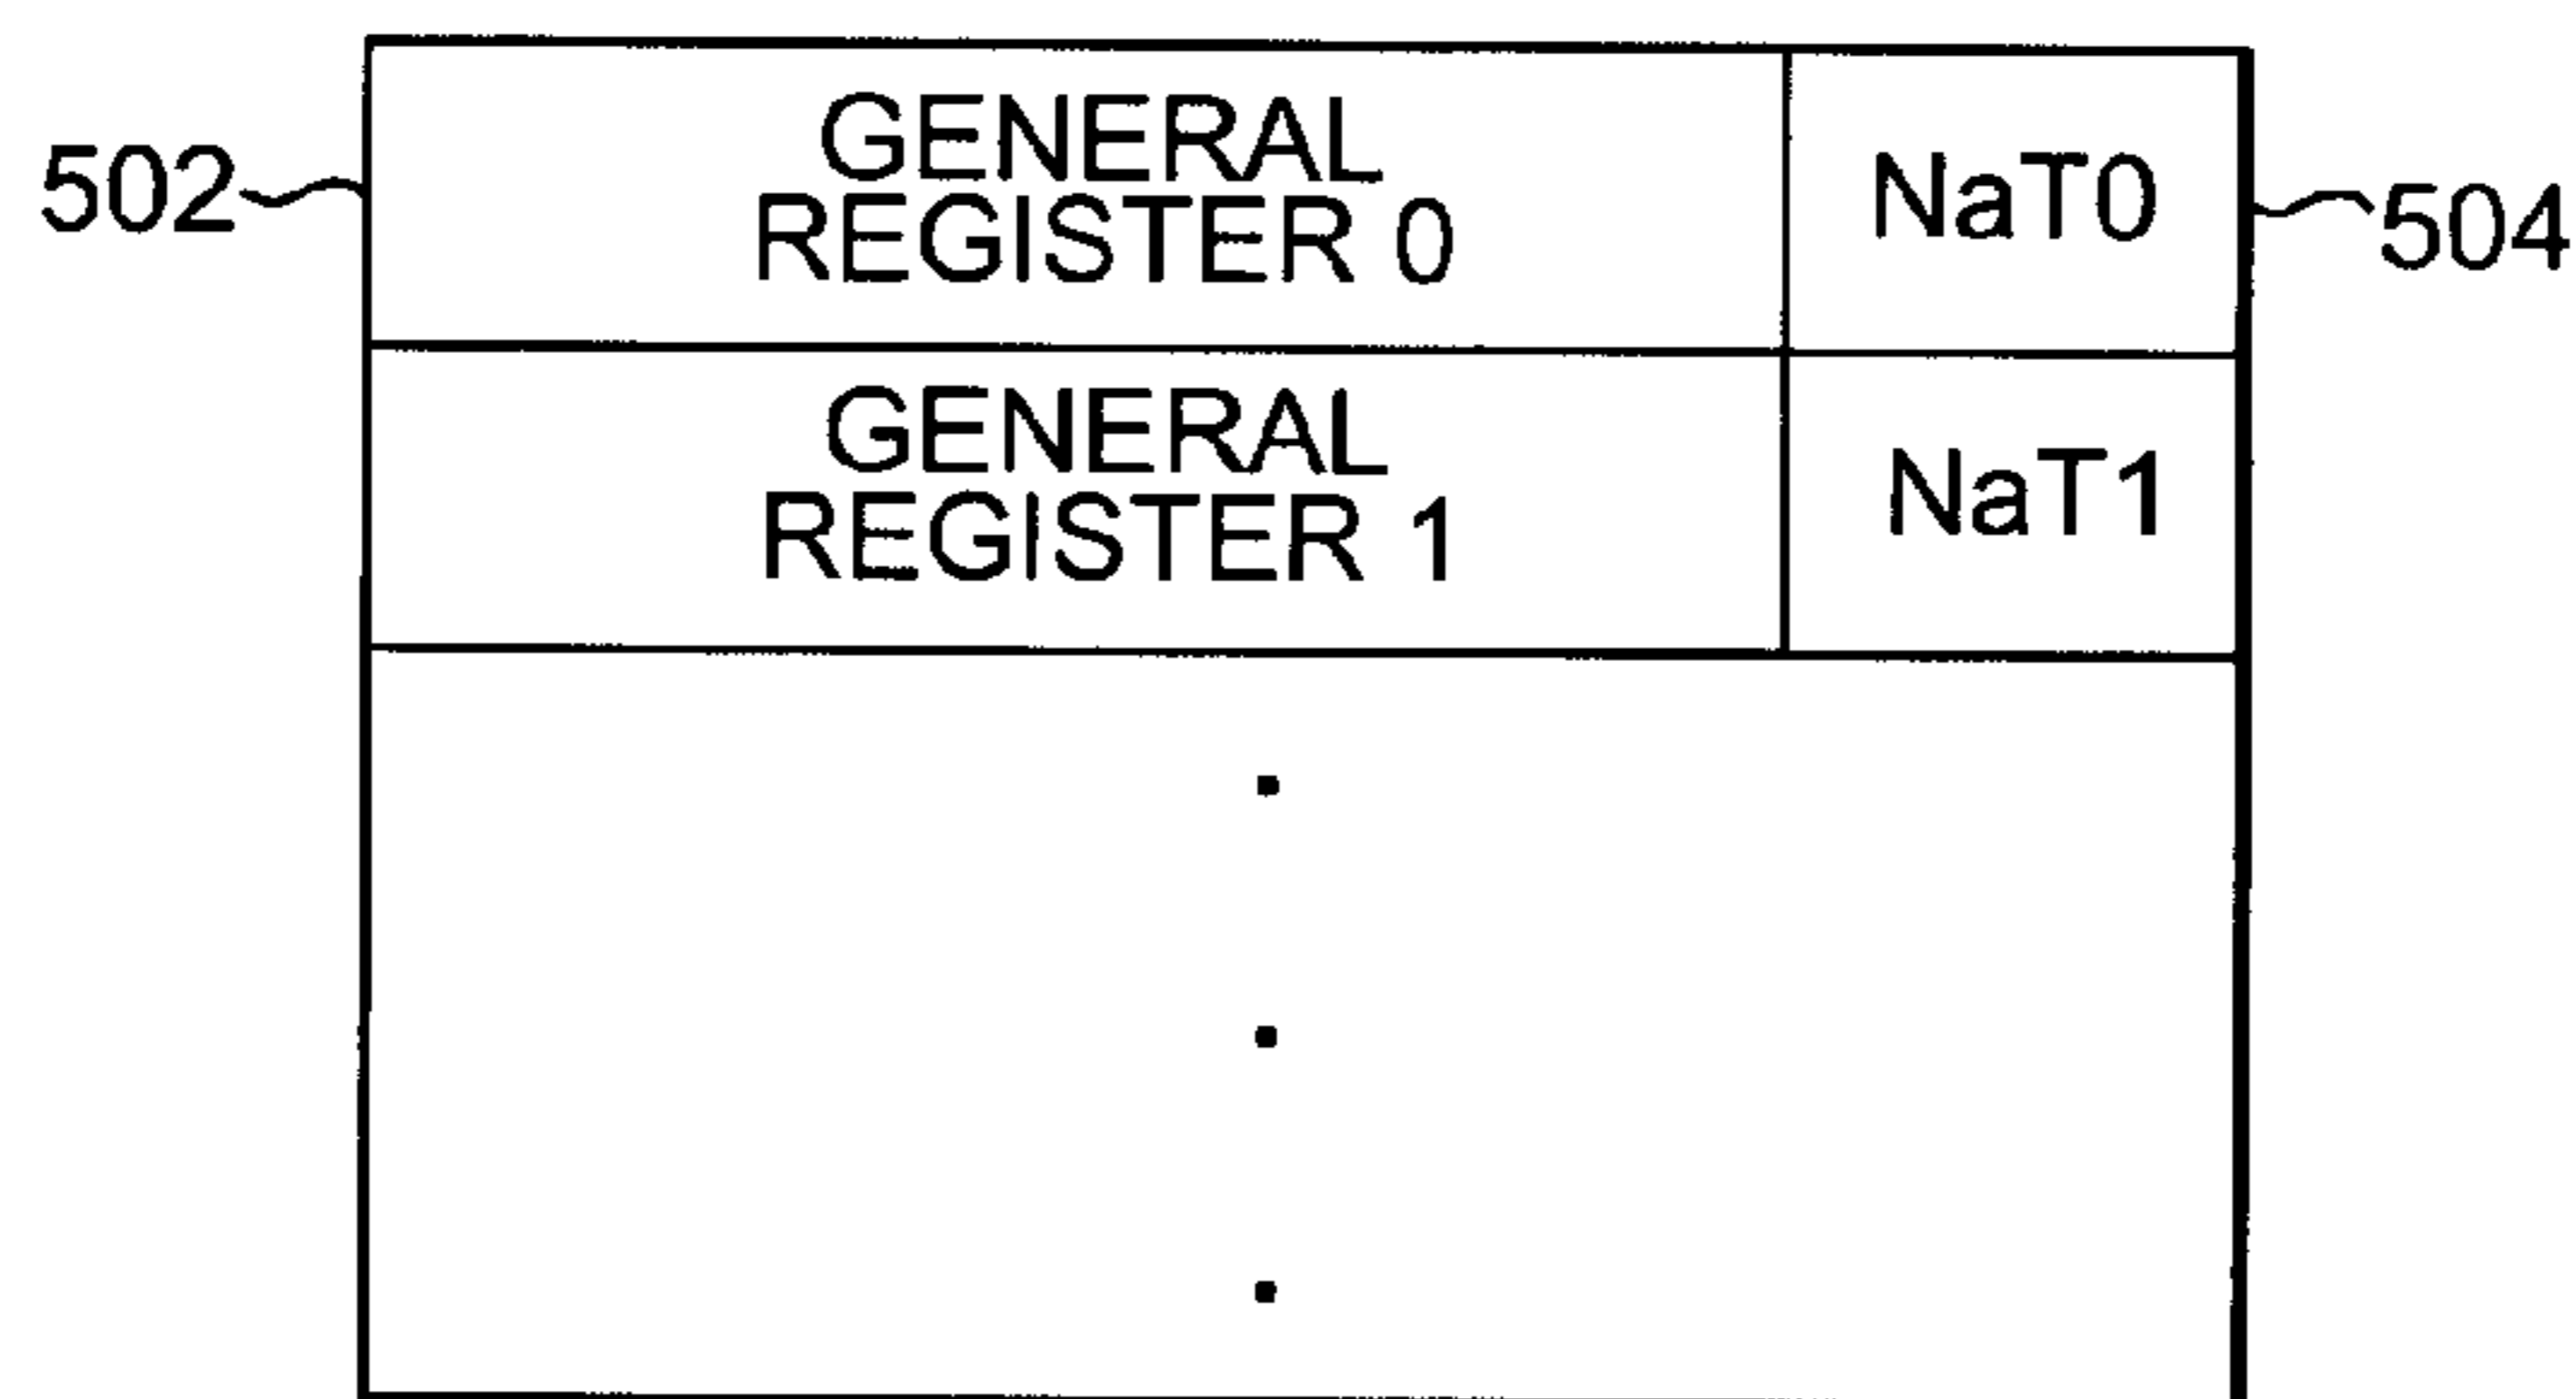 GENERAL
REGISTER 0
NaT0
502
504
GENERAL
REGISTER 1
NaT1